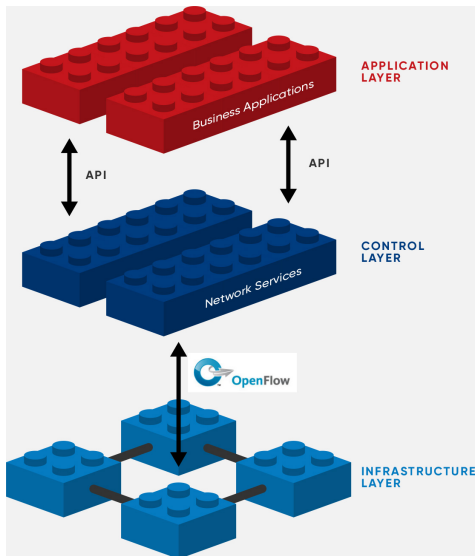 APPLICATION
LAYER
Business Applications
API
API
CONTROL
LAYER
Network Services
OpenFlow
INFRASTRUCTURE
LAYER